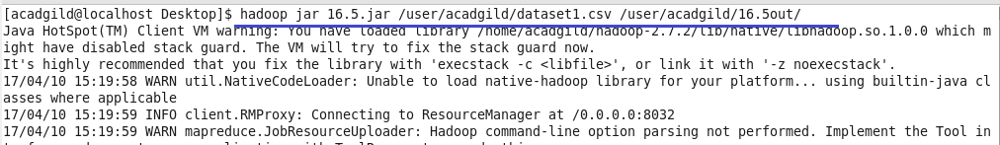 [acadgild@localhost Desktop]$ hadoop jar 16.5.jar /user/acadgild/dataset1.csv /user/acadgild/16.5out/
Java HotSpot(TM) Client VM warning: You have loaded library /home/acadgild/hadoop-2.7.2/lib/native/libhadoop.so.1.0.0 which m
ight have disabled stack guard. The VM will try to fix the stack guard now.
It's highly recommended that you fix the library with 'execstack -c <libfile>', or link it with '-z noexecstack'.
17/04/10 15:19:58 WARN util.NativeCodeLoader: Unable to load native-hadoop library for your platform... using builtin-java cl
asses where applicable
17/04/10 15:19:59 INFO client.RMProxy: Connecting to ResourceManager at /0.0.0.0:8032
17/04/10 15:19:59 WARN mapreduce.JobResourceUploader: Hadoop command-line option parsing not performed. Implement the Tool in